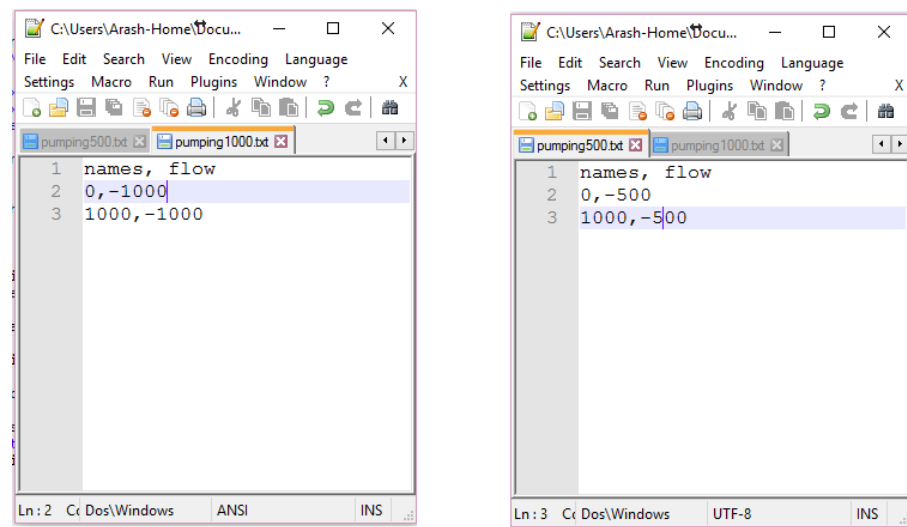 C:\Users\Arash-Home\Docu...
File Edit Search View Encoding Language
Settings Macro Run Plugins Window ? X
pumping500.txt pumping1000.txt
1 names, flow
2 0,-1000
3 1000,-1000
Ln:2 Dos\Windows ANSI INS
C:\Users\Arash-Home\Docu...
File Edit Search View Encoding Language
Settings Macro Run Plugins Window ? X
pumping500.txt pumping1000.txt
1 names, flow
2 0,-500
3 1000,-500
Ln:3 Dos\Windows UTF-8 INS